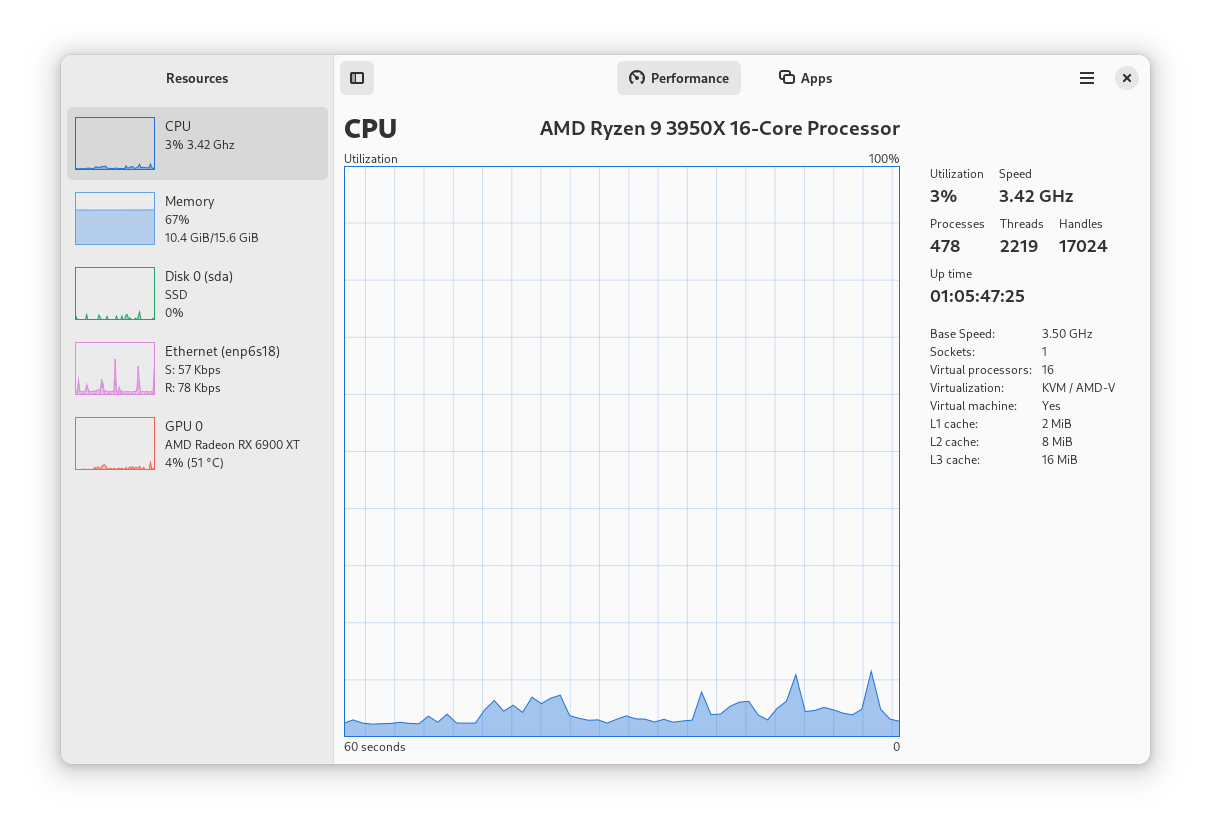 Resources
Performance
Apps
CPU
3% 3.42 Ghz
Memory
67%
10.4 GiB/15.6 GiB
Disk 0 (sda)
SSD
0%
Ethernet (enp6s18)
S: 57 Kbps
R: 78 Kbps
GPU 0
AMD Radeon RX 6900 XT
4% (51 °C)
CPU
AMD Ryzen 9 3950X 16-Core Processor
Utilization
100%
60 seconds
0
Utilization Speed
3% 3.42 GHz
Processes Threads Handles
478 2219 17024
Up time
01:05:47:25
Base Speed: 3.50 GHz
Sockets: 1
Virtual processors: 16
Virtualization: KVM / AMD-V
Virtual machine: Yes
L1 cache: 2 MiB
L2 cache: 8 MiB
L3 cache: 16 MiB